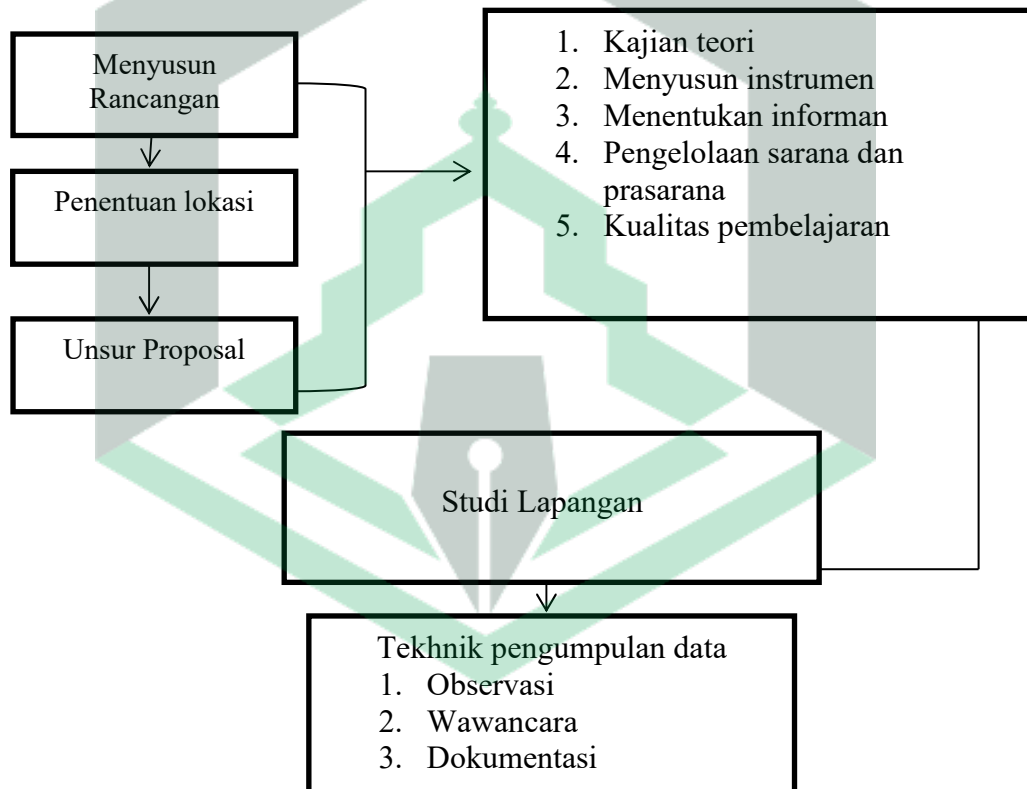 Menyusun
Rancangan
Penentuan lokasi
Unsur Proposal
1. Kajian teori
2. Menyusun instrumen
3. Menentukan informan
4. Pengelolaan sarana dan
prasarana
5. Kualitas pembelajaran
Studi Lapangan
Tekhnik pengumpulan data
1. Observasi
2. Wawancara
3. Dokumentasi